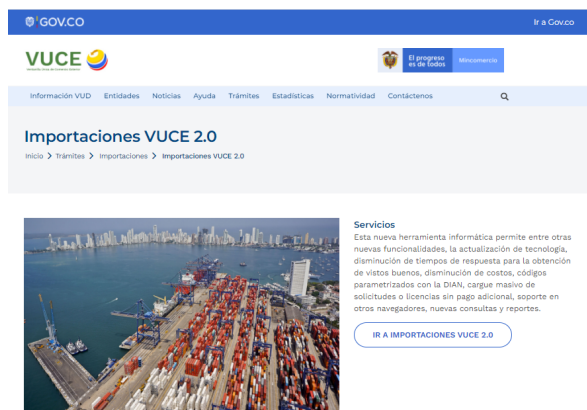 GOV.CO
Ir a Gov.co
VUCE
El progreso
es de todos
Mincomercio
Información VUD Entidades Noticias Ayuda Trámites Estadísticas Normatividad Contáctenos
Importaciones VUCE 2.0
Inicio > Trámites > Importaciones > Importaciones VUCE 2.0
Servicios
Esta nueva herramienta informática permite entre otras
nuevas funcionalidades, la actualización de tecnología,
disminución de tiempos de respuesta para la obtención
de vistos buenos, disminución de costos, códigos
parametrizados con la DIAN, cargue masivo de
solicitudes o licencias sin pago adicional, soporte en
otros navegadores, nuevas consultas y reportes.
IR A IMPORTACIONES VUCE 2.0